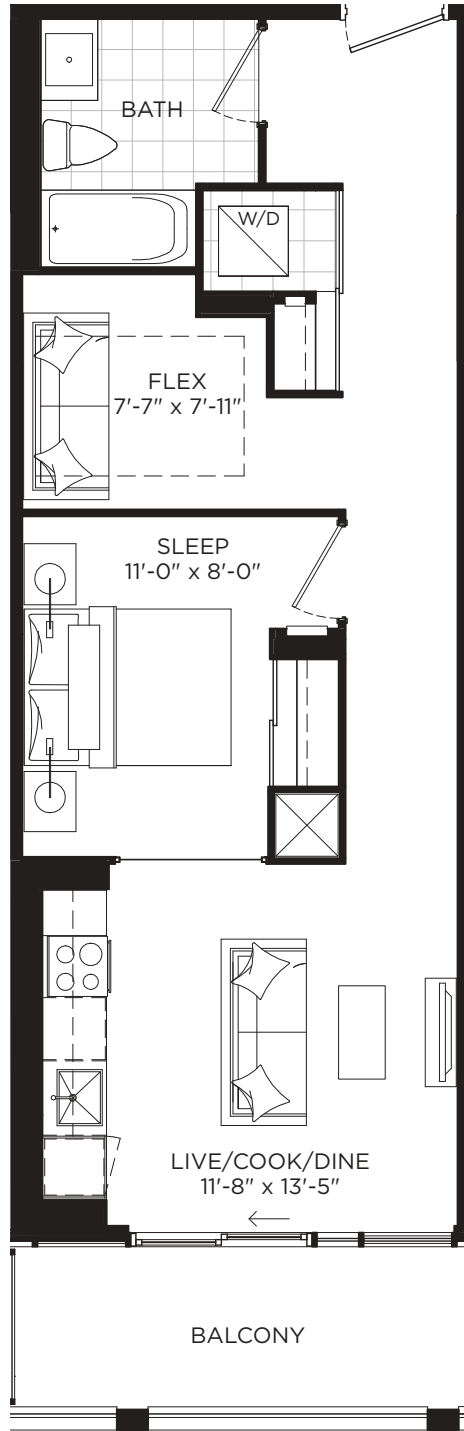 BATH
W/D
FLEX
7'-7" x 7'-11"
SLEEP
11'-0" x 8'-0"
LIVE/COOK/DINE
11'-8" x 13'-5"
BALCONY